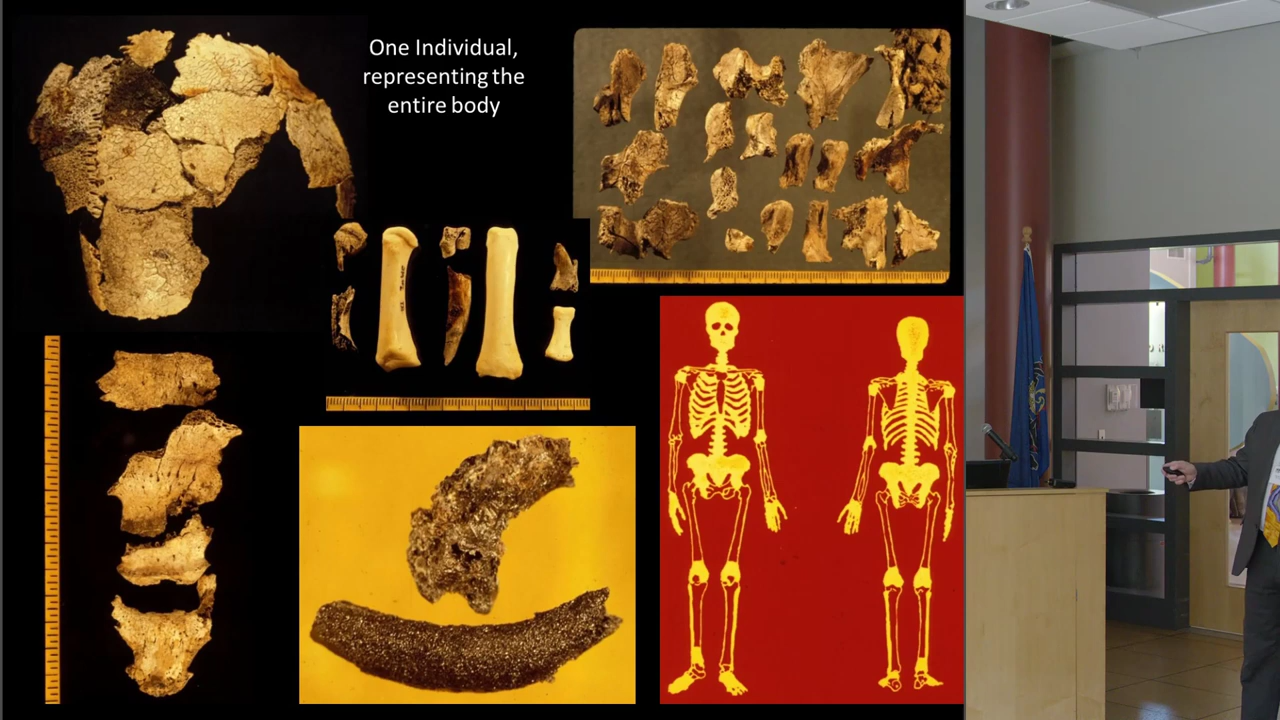 One Individual,
representing the
entire body